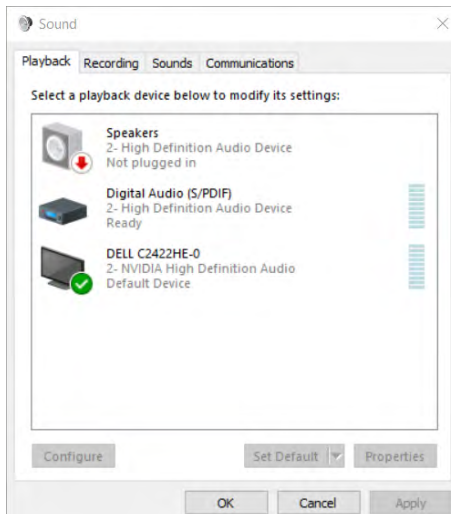 Sound
Playback Recording Sounds Communications
Select a playback device below to modify its settings:
Speakers
2- High Definition Audio Device
Not plugged in
Digital Audio (S/PDIF)
2- High Definition Audio Device
Ready
DELL C2422HE-0
2- NVIDIA High Definition Audio
Default Device
Configure Set Default Properties
OK Cancel Apply